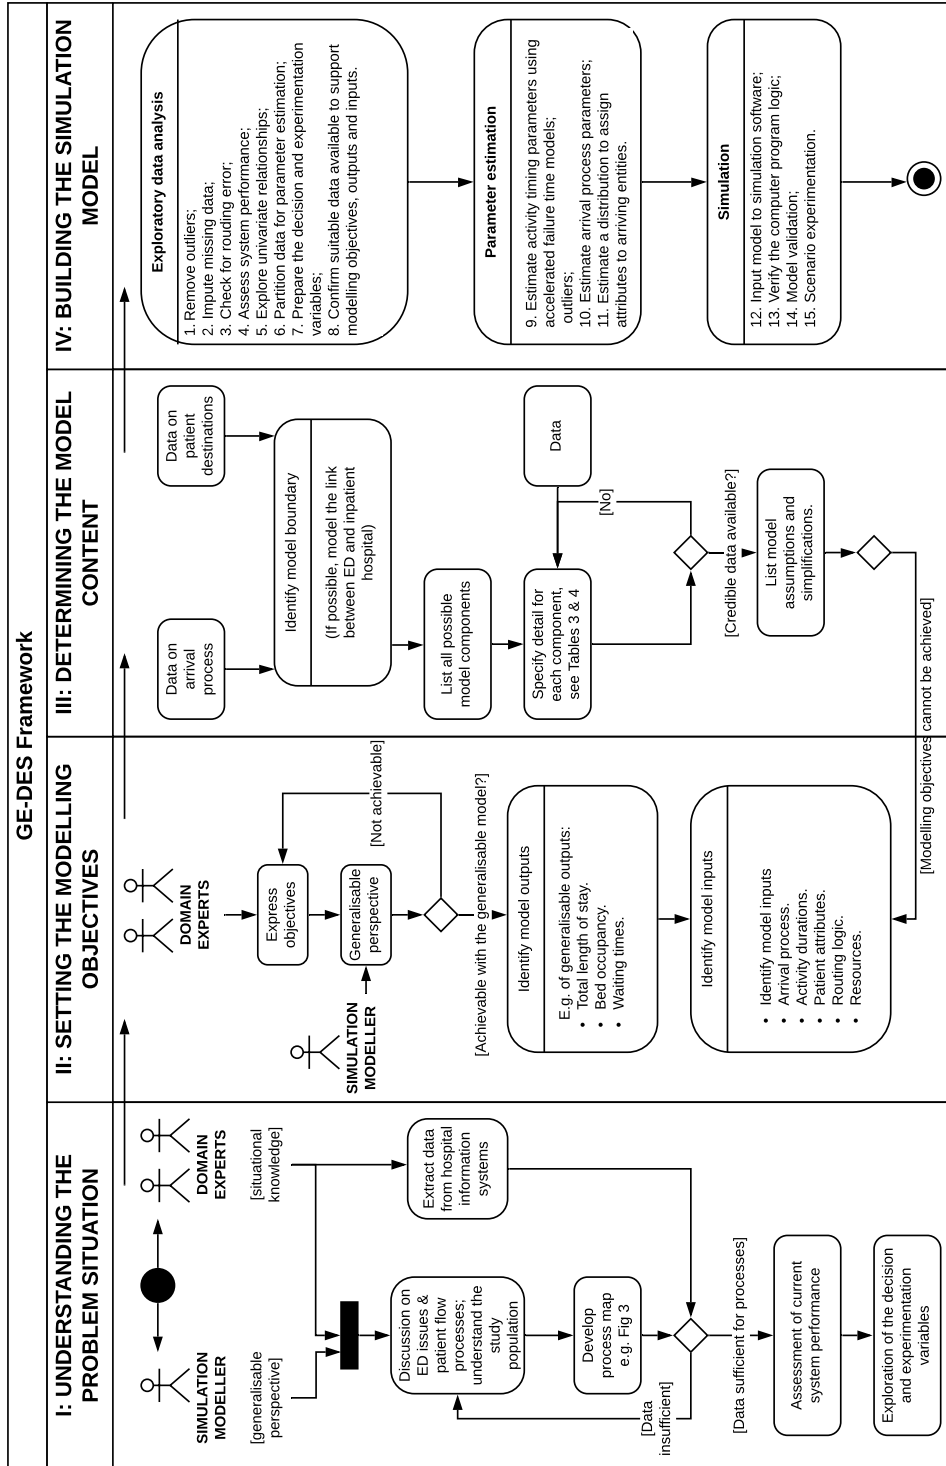 GE-DES Framework
I: UNDERSTANDING THE
PROBLEM SITUATION
SIMULATION
MODELLER
DOMAIN
EXPERTS
[generalisable
perspective]
[situational
knowledge]
Discussion on
ED issues &
patient flow
processes;
understand the
study
population
Extract data
from hospital
information
systems
Develop
process map
e.g. Fig 3
[Data
insufficient]
[Data sufficient for processes]
Assessment of current
system performance
Exploration of the decision
and experimentation
variables
II: SETTING THE MODELLING
OBJECTIVES
DOMAIN
EXPERTS
Express
objectives
SIMULATION
MODELLER
Generalisable
perspective
[Not achievable]
[Achievable with the generalisable model?]
Identify model outputs
E.g. of generalisable outputs:
• Total length of stay.
• Bed occupancy.
• Waiting times.
Identify model inputs
• Identify model inputs
• Arrival process.
• Activity durations.
• Patient attributes.
• Routing logic.
• Resources.
III: DETERMINING THE MODEL
CONTENT
Data on
arrival
process
Data on
patient
destinations
Identify model boundary
(If possible, model the link
between ED and inpatient
hospital)
List all possible
model components
Specify detail for
each component,
see Tables 3 & 4
Data
[No]
[Credible data available?]
List model
assumptions and
simplifications.
[Modelling objectives cannot be achieved]
IV: BUILDING THE SIMULATION
MODEL
Exploratory data analysis
1. Remove outliers;
2. Impute missing data;
3. Check for routing error;
4. Assess system performance;
5. Explore univariate relationships;
6. Partition data for parameter estimation;
7. Prepare the decision and experimentation
variables;
8. Confirm suitable data available to support
modelling objectives, outputs and inputs.
Parameter estimation
9. Estimate activity timing parameters using
accelerated failure time models;
outliers;
10. Estimate arrival process parameters;
11. Estimate a distribution to assign
attributes to arriving entities.
Simulation
12. Input model to simulation software;
13. Verify the computer program logic;
14. Model validation;
15. Scenario experimentation.